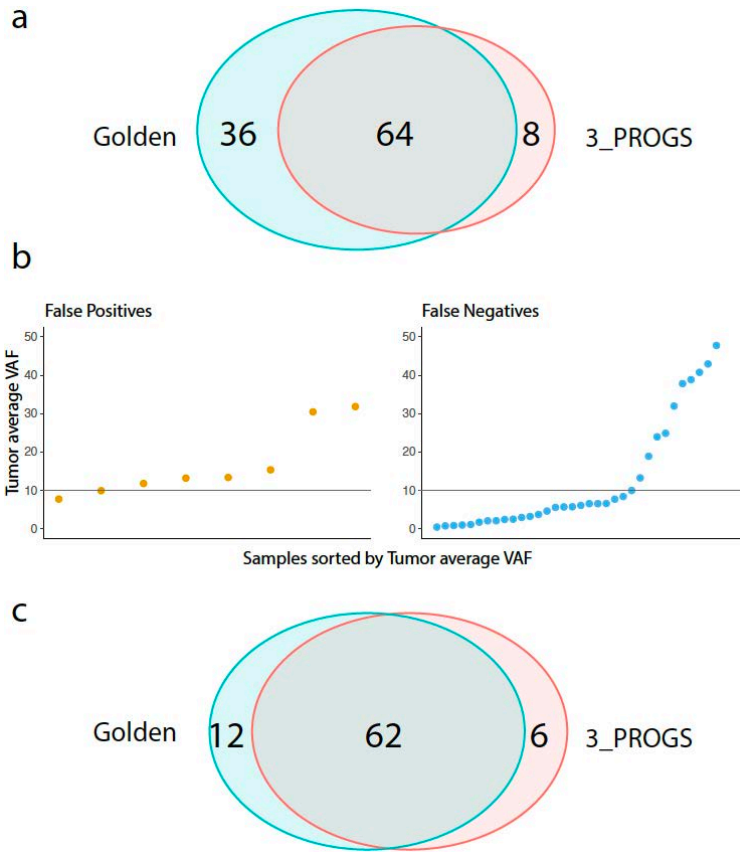 a
Golden 36 64 8 3_PROGS
b
False Positives
False Negatives
Tumor average VAF
50
40
30
20
10
0
50
40
30
20
10
0
Samples sorted by Tumor average VAF
c
Golden 12 62 6 3_PROGS